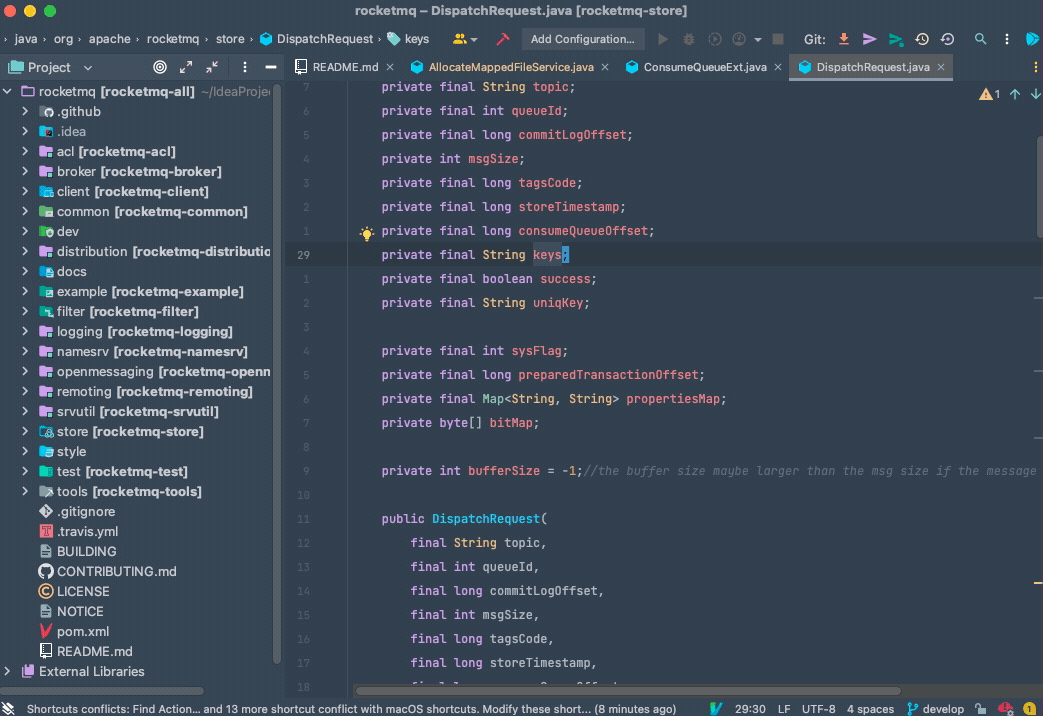 rocketmq – DispatchRequest.java [rocketmq-store]
java › org › apache › rocketmq › store › DispatchRequest › keys
Add Configuration...
Git:
Project
README.md
AllocateMappedFileService.java
ConsumeQueueExt.java
DispatchRequest.java
rocketmq [rocketmq-all] ~/IdeaProje
.github
.idea
acl [rocketmq-acl]
broker [rocketmq-broker]
client [rocketmq-client]
common [rocketmq-common]
dev
distribution [rocketmq-distributio
docs
example [rocketmq-example]
filter [rocketmq-filter]
logging [rocketmq-logging]
namesrv [rocketmq-namesrv]
openmessaging [rocketmq-openm
remoting [rocketmq-remoting]
srvutil [rocketmq-srvutil]
store [rocketmq-store]
style
test [rocketmq-test]
tools [rocketmq-tools]
.gitignore
.travis.yml
BUILDING
CONTRIBUTING.md
LICENSE
NOTICE
pom.xml
README.md
External Libraries
1
7 private final String topic;
6 private final int queueId;
5 private final long commitLogOffset;
4 private int msgSize;
3 private final long tagsCode;
2 private final long storeTimestamp;
1 private final long consumeQueueOffset;
29 private final String keys;
1 private final boolean success;
2 private final String uniqKey;
3
4 private final int sysFlag;
5 private final long preparedTransactionOffset;
6 private final Map<String, String> propertiesMap;
7 private byte[] bitMap;
8
9 private int bufferSize = -1;//the buffer size maybe larger than the msg size if the message
10
11 public DispatchRequest(
12 final String topic,
13 final int queueId,
14 final long commitLogOffset,
15 final int msgSize,
16 final long tagsCode,
17 final long storeTimestamp,
18
Shortcuts conflicts: Find Action... and 13 more shortcut conflict with macOS shortcuts. Modify these short... (8 minutes ago)
29:30 LF UTF-8 4 spaces develop 1